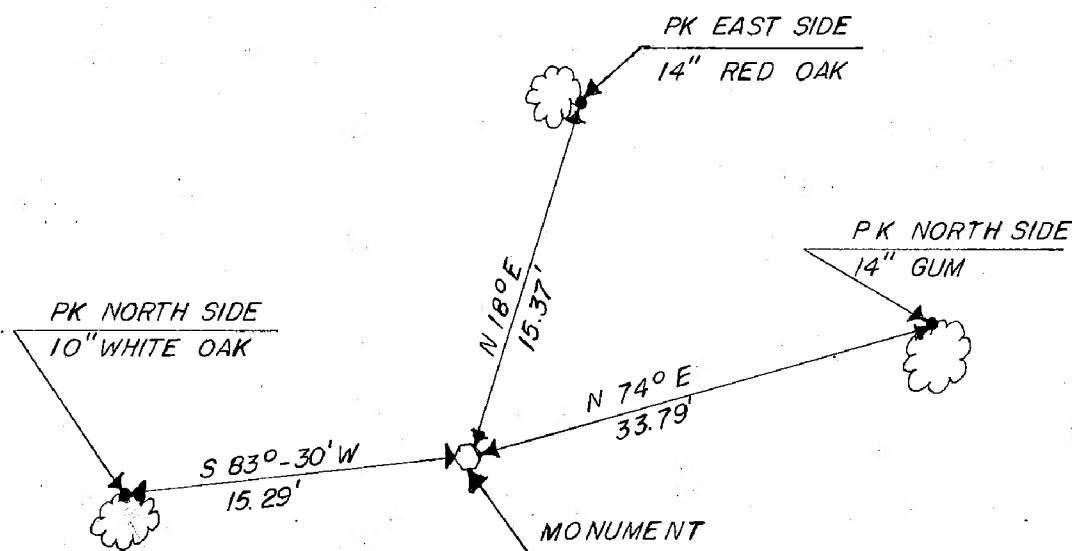 PK EAST SIDE
14" RED OAK
PK NORTH SIDE
14" GUM
N 18° E
15.37'
PK NORTH SIDE
10" WHITE OAK
N 74° E
33.79'
S 83°-30' W
15.29'
MONUMENT